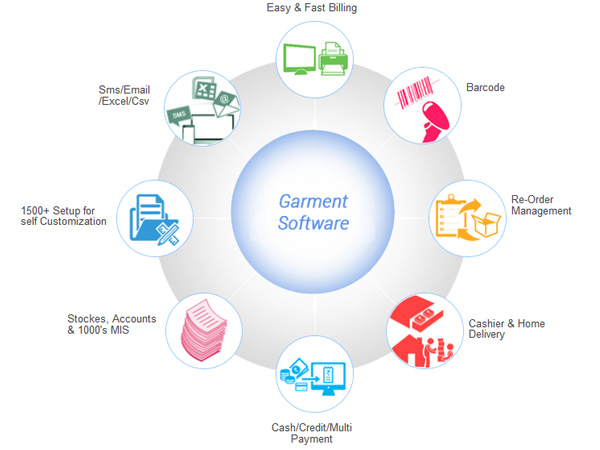 Easy & Fast Billing
Barcode
Re-Order
Management
Cashier & Home
Delivery
Cash/Credit/Multi
Payment
Stockes, Accounts
& 1000's MIS
1500+ Setup for
self Customization
Sms/Email
/Excel/Csv
SMS
X
@
Garment
Software